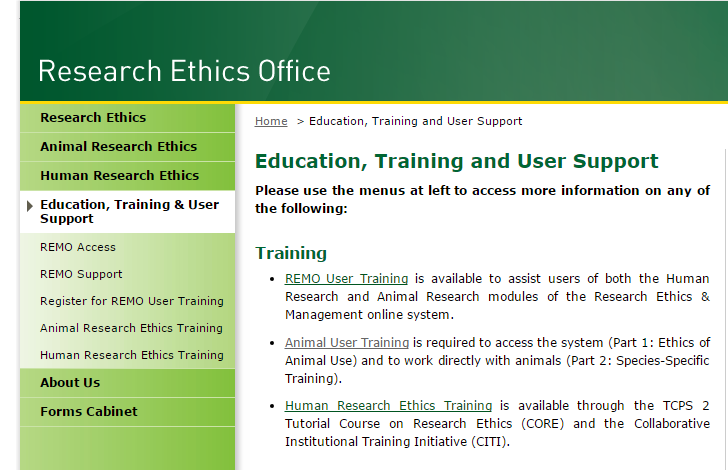 Research Ethics Office
Research Ethics
Animal Research Ethics
Human Research Ethics
Education, Training & User
Support
REMO Access
REMO Support
Register for REMO User Training
Animal Research Ethics Training
Human Research Ethics Training
About Us
Forms Cabinet
Home > Education, Training and User Support
Education, Training and User Support
Please use the menus at left to access more information on any of
the following:
Training
• REMO User Training is available to assist users of both the Human
Research and Animal Research modules of the Research Ethics &
Management online system.
• Animal User Training is required to access the system (Part 1: Ethics of
Animal Use) and to work directly with animals (Part 2: Species-Specific
Training).
• Human Research Ethics Training is available through the TCPS 2
Tutorial Course on Research Ethics (CORE) and the Collaborative
Institutional Training Initiative (CITI).